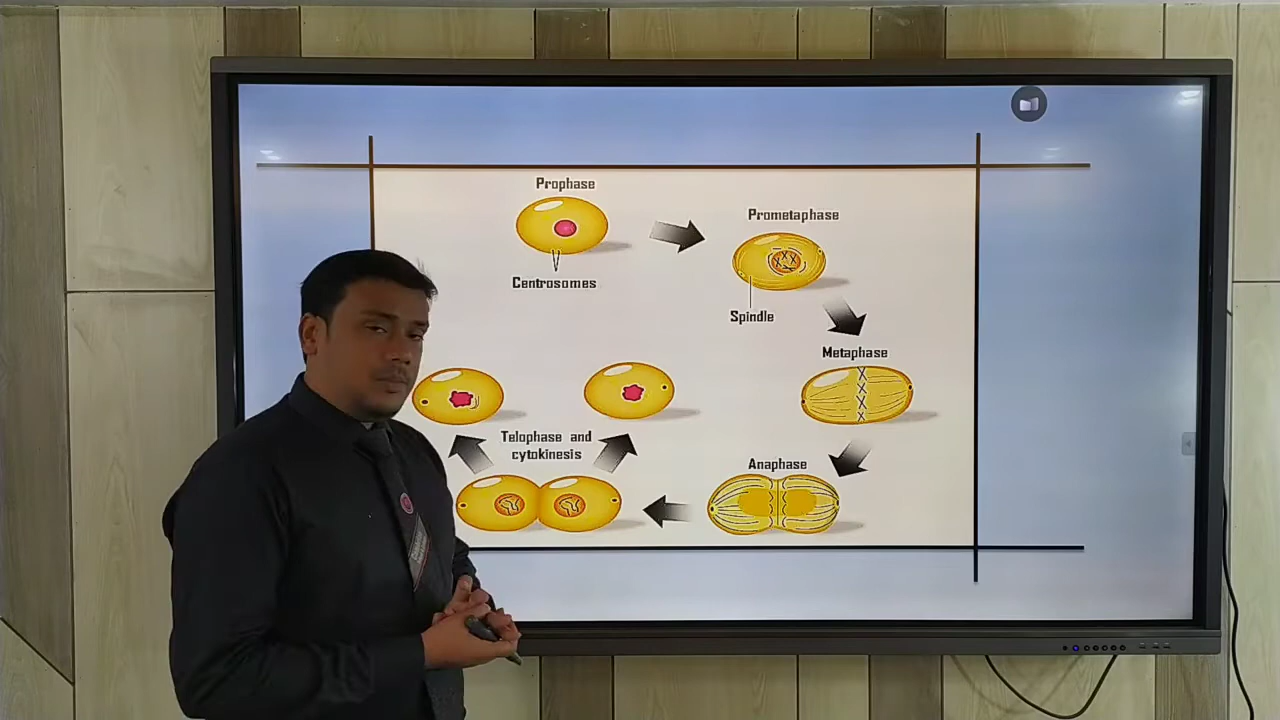 Prophase
Centrosomes
Prometaphase
Spindle
Metaphase
Anaphase
Telophase and
cytokinesis